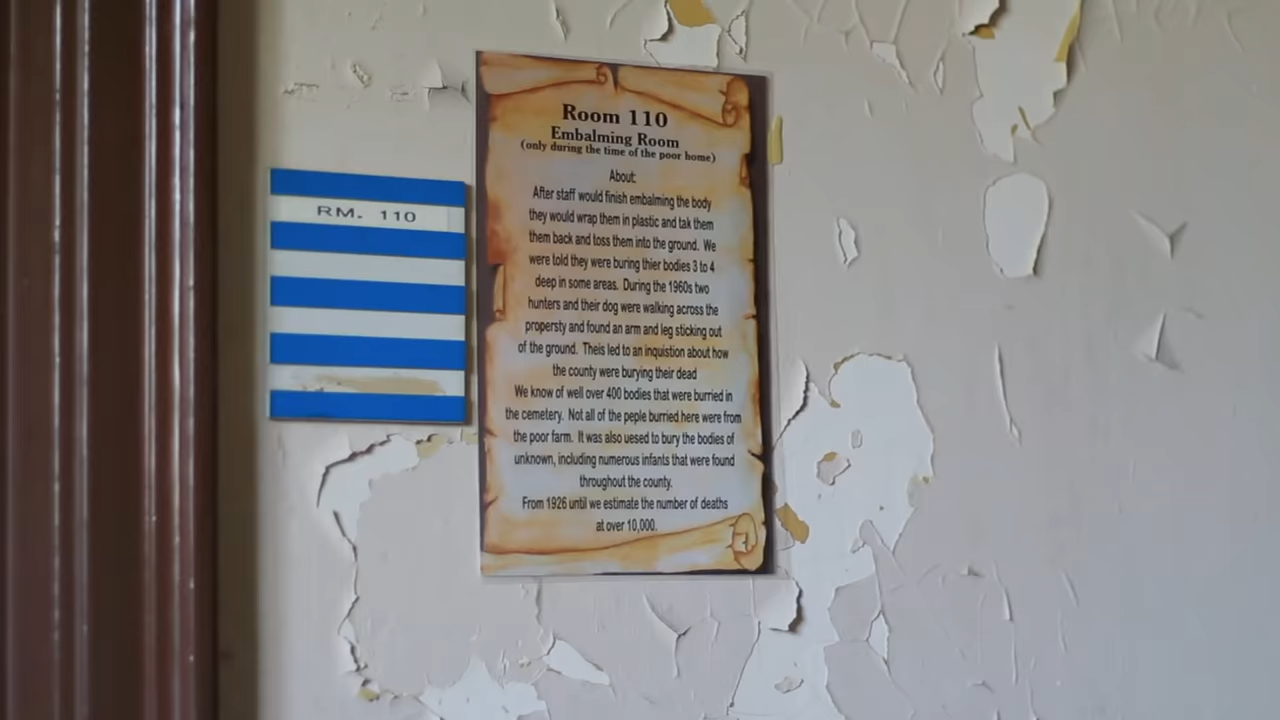 RM. 110
Room 110
Embalming Room
(only during the time of the poor home)
About:
After staff would finish embalming the body
they would wrap them in plastic and tak them
them back and toss them into the ground. We
were told they were buring thier bodies 3 to 4
deep in some areas. During the 1960s two
hunters and their dog were walking across the
propersty and found an arm and leg sticking out
of the ground. Theis led to an inquistion about how
the county were burying their dead
We know of well over 400 bodies that were burried in
the cemetery. Not all of the peple burried here were from
the poor farm. It was also uesed to bury the bodies of
unknown, including numerous infants that were found
throughout the county.
From 1926 until we estimate the number of deaths
at over 10,000.